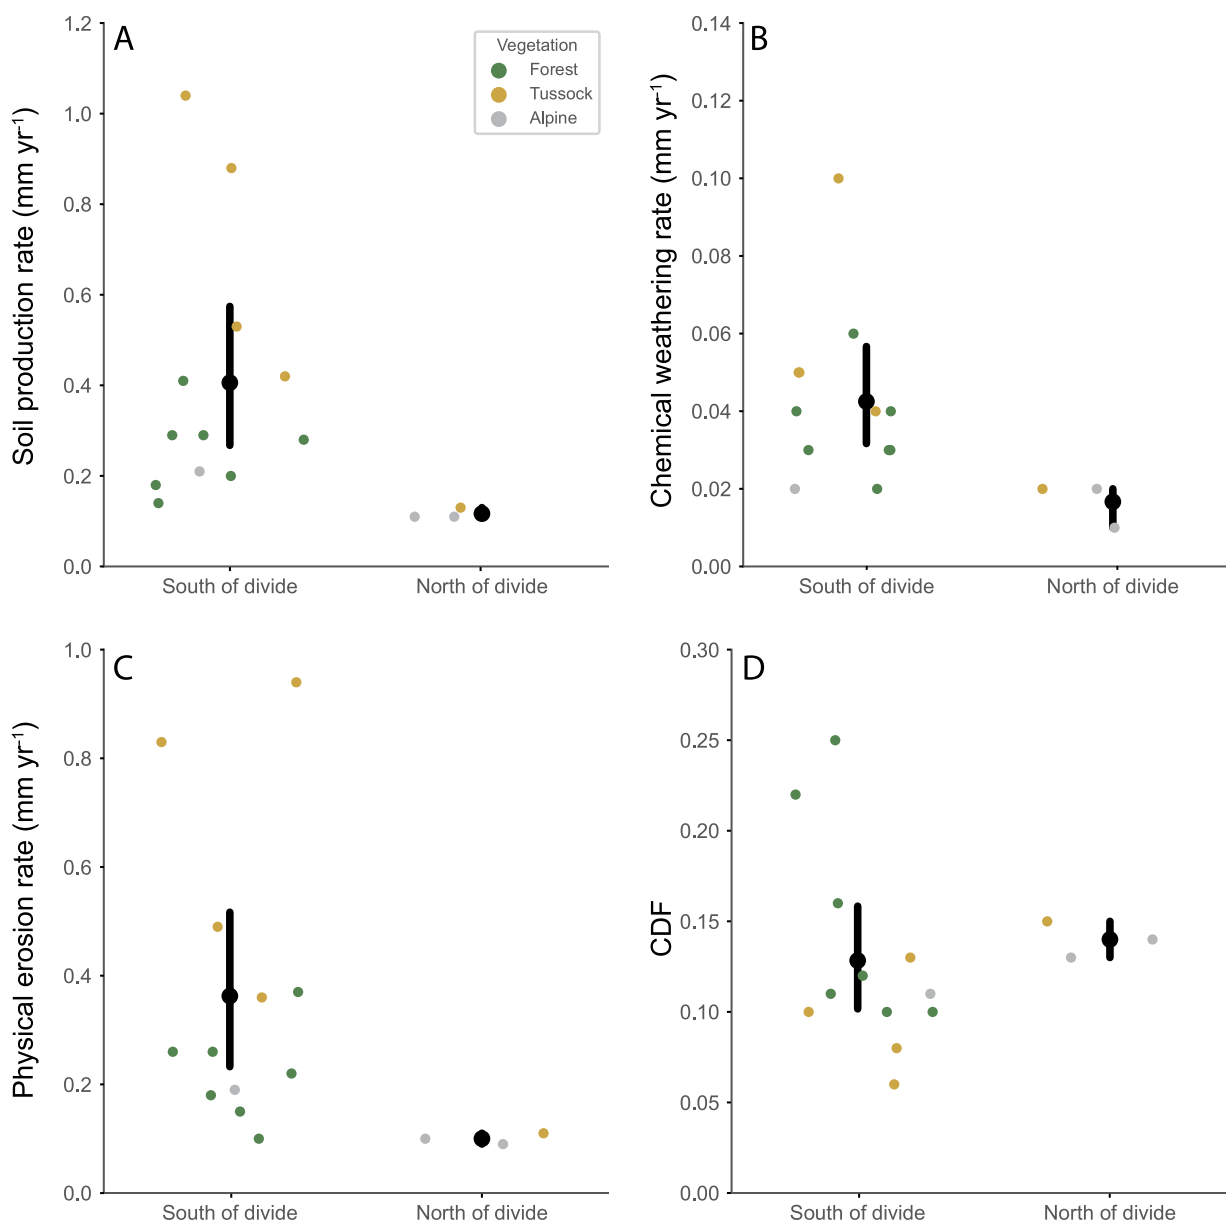 A
Soil production rate (mm yr⁻¹)
1.2
1.0
0.8
0.6
0.4
0.2
0.0
Vegetation
Forest
Tussock
Alpine
South of divide
North of divide
B
Chemical weathering rate (mm yr⁻¹)
0.14
0.12
0.10
0.08
0.06
0.04
0.02
0.00
South of divide
North of divide
C
Physical erosion rate (mm yr⁻¹)
1.0
0.8
0.6
0.4
0.2
0.0
South of divide
North of divide
D
CDF
0.30
0.25
0.20
0.15
0.10
0.05
0.00
South of divide
North of divide